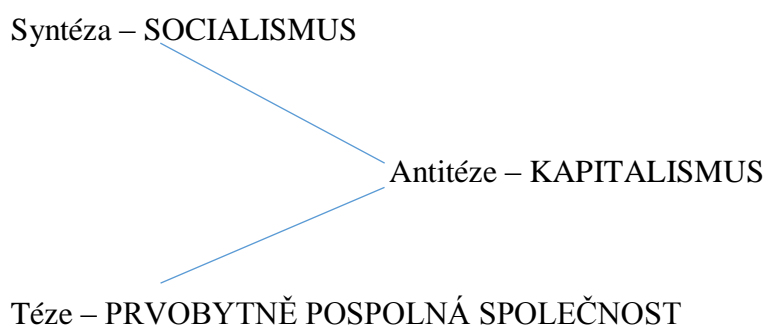 Syntéza – SOCIALISMUS
Antitéze – KAPITALISMUS
Téze – PRVOBYTNĚ POSPOLNÁ SPOLEČNOST